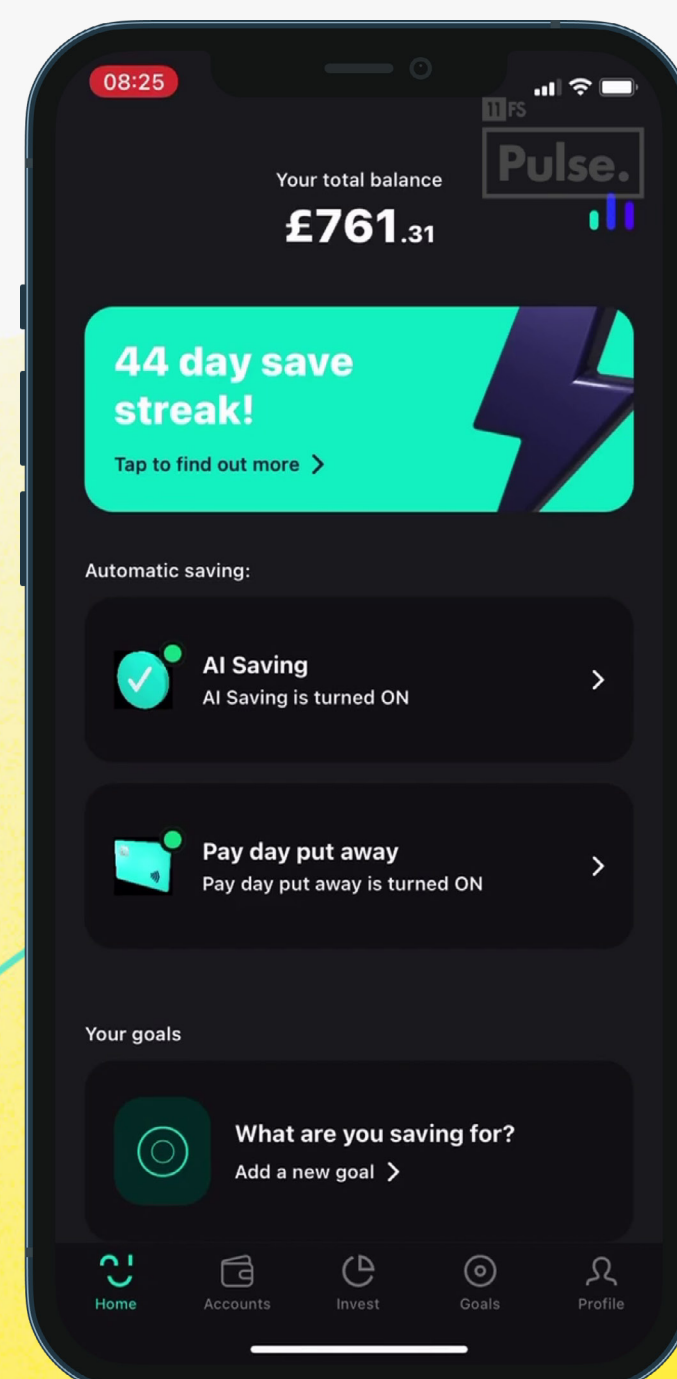 08:25
11 FS
Pulse.
Your total balance
£761.31
44 day save
streak!
Tap to find out more
Automatic saving:
AI Saving
AI Saving is turned ON
Pay day put away
Pay day put away is turned ON
Your goals
What are you saving for?
Add a new goal
Home
Accounts
Invest
Goals
Profile